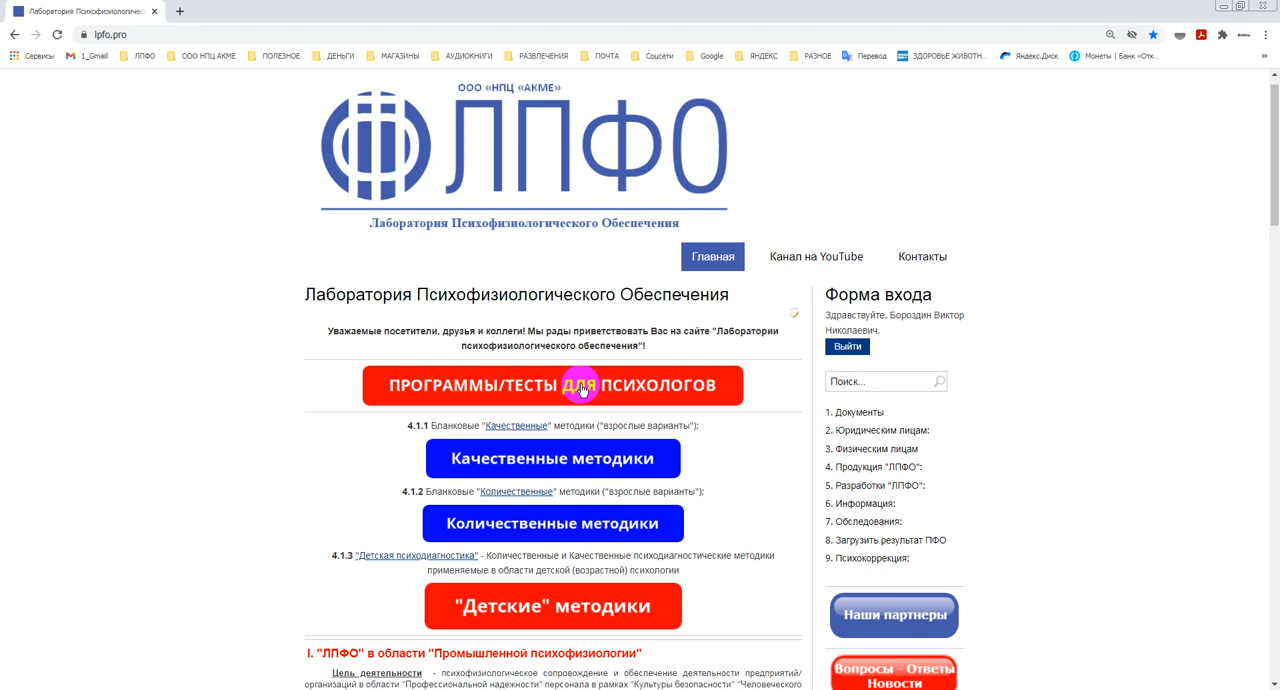 Лаборатория Психофизиологичес
lpfo.pro
Сервисы
1_Gmail
ЛПФО
ООО НПЦ АКМЕ
ПОЛЕЗНОЕ
ДЕНЬГИ
МАГАЗИНЫ
АУДИОКНИГИ
РАЗВЛЕЧЕНИЯ
ПОЧТА
Соцсети
Google
ЯНДЕКС
РАЗНОЕ
Перевод
ЗДОРОВЬЕ ЖИВОТН...
Яндекс.Диск
Монеты | Банк «Отк...
ООО «НПЦ «АКМЕ»
ЛПФО
Лаборатория Психофизиологического Обеспечения
Главная
Канал на YouTube
Контакты
Лаборатория Психофизиологического Обеспечения
Уважаемые посетители, друзья и коллеги! Мы рады приветствовать Вас на сайте "Лаборатории
психофизиологического обеспечения"!
ПРОГРАММЫ/ТЕСТЫ ДЛЯ ПСИХОЛОГОВ
4.1.1 Бланковые "Качественные" методики ("взрослые варианты");
Качественные методики
4.1.2 Бланковые "Количественные" методики ("взрослые варианты");
Количественные методики
4.1.3 "Детская психодиагностика" - Количественные и Качественные психодиагностические методики
применяемые в области детской (возрастной) психологии
"Детские" методики
I. "ЛПФО" в области "Промышленной психофизиологии"
Цель деятельности - психофизиологическое сопровождение и обеспечение деятельности предприятий/
организаций в области "Профессиональной надежности" персонала в рамках "Культуры безопасности" "Человеческого
Форма входа
Здравствуйте, Бороздин Виктор
Николаевич,
Выйти
Поиск...
1. Документы
2. Юридическим лицам:
3. Физическим лицам
4. Продукция "ЛПФО":
5. Разработки "ЛПФО":
6. Информация:
7. Обследования:
8. Загрузить результат ПФО
9. Психокоррекция:
Наши партнеры
Вопросы - Ответы
Новости